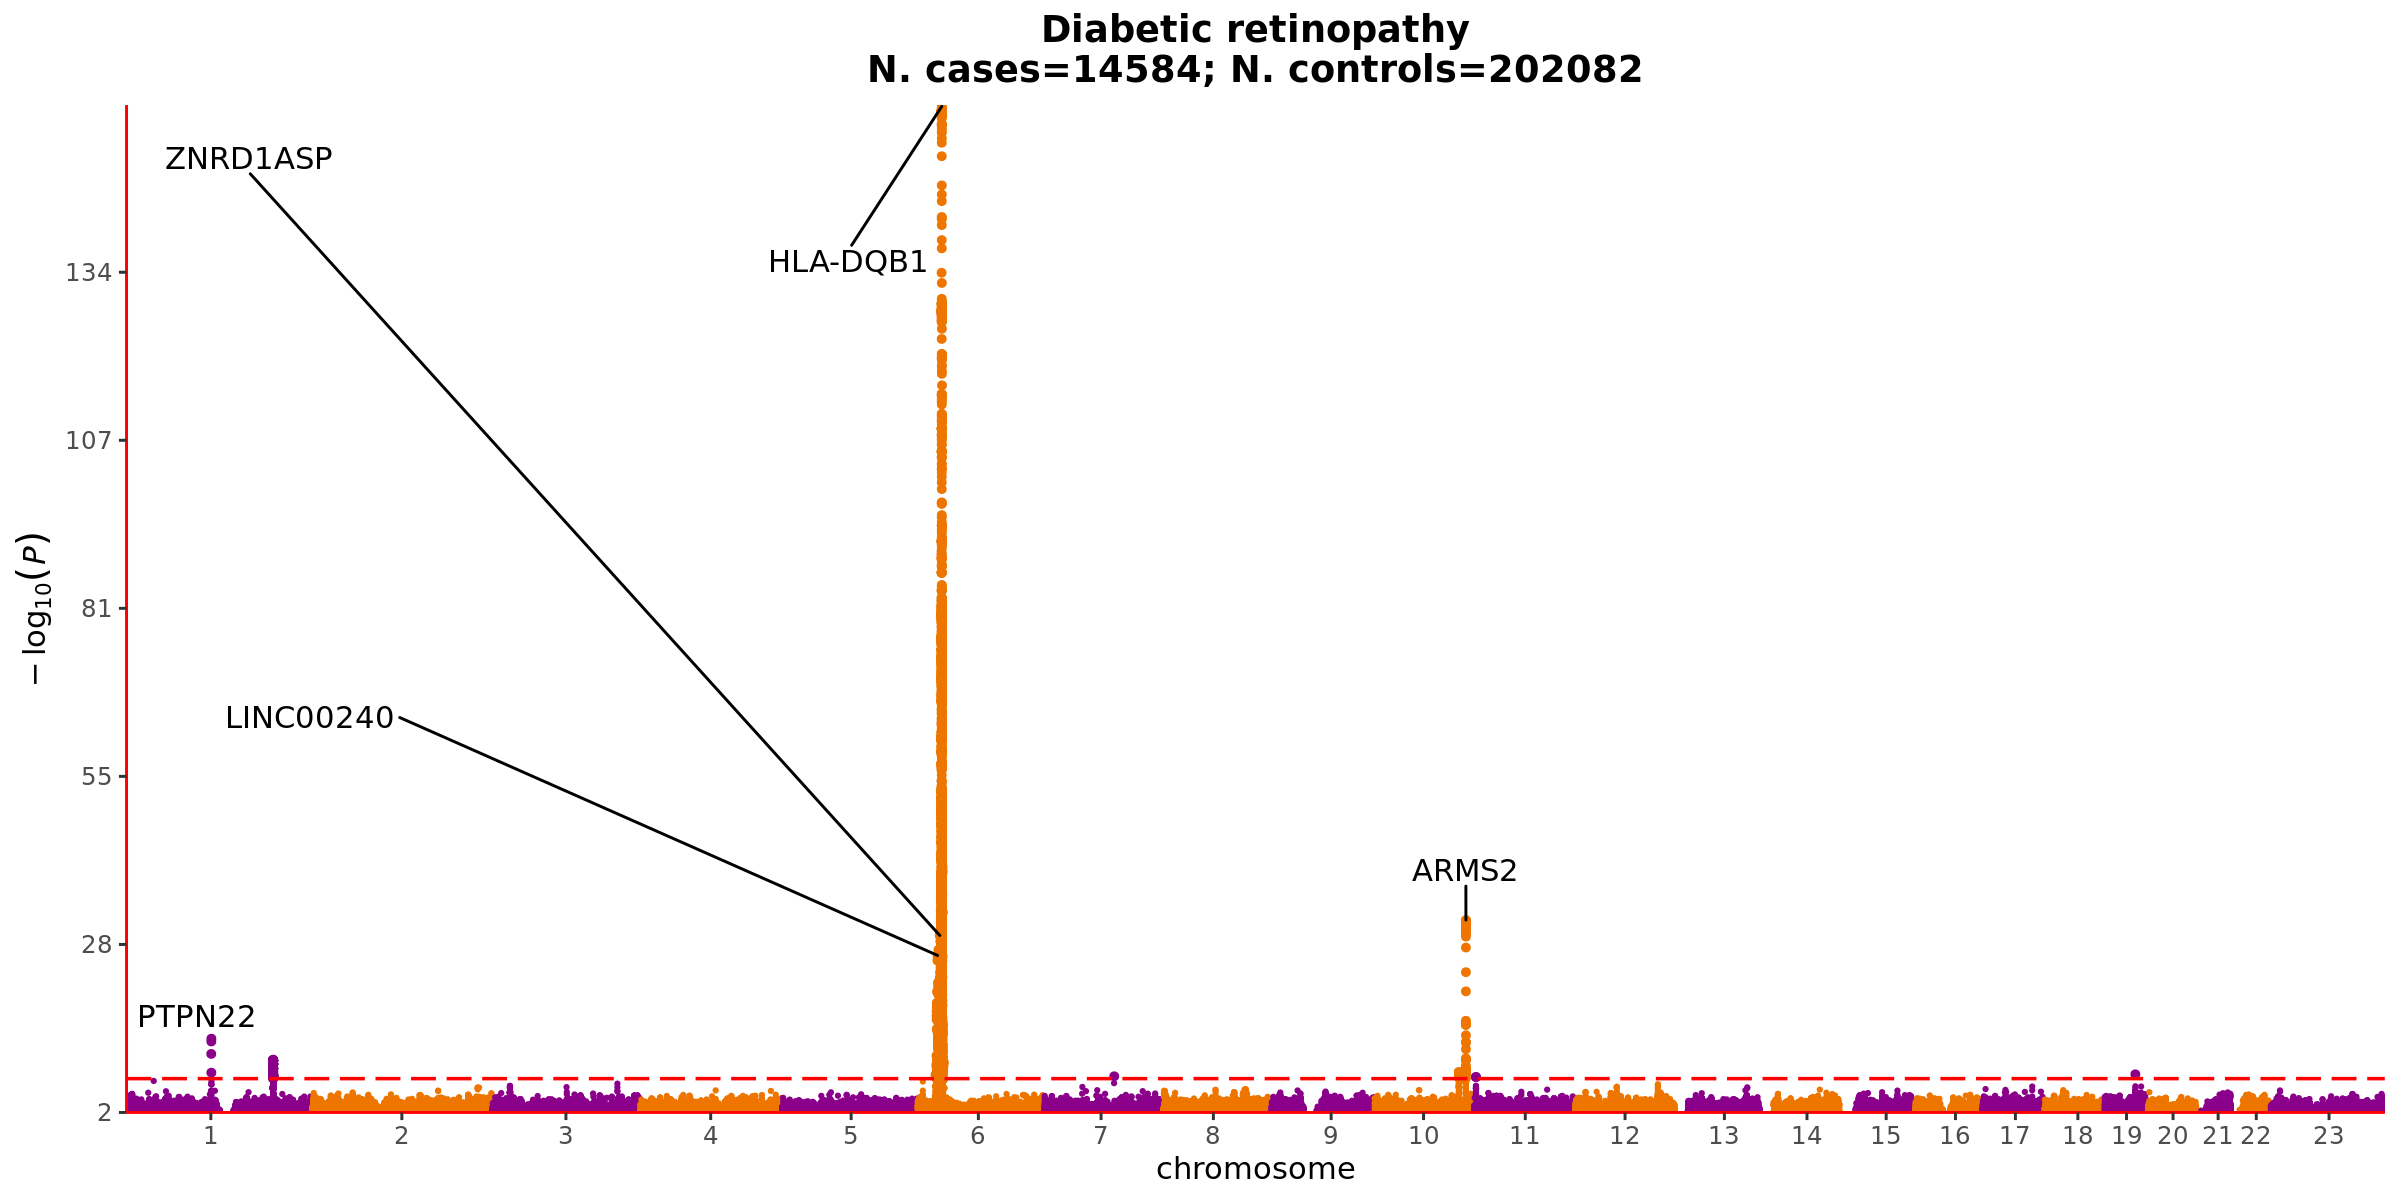 Diabetic retinopathy
N. cases=14584; N. controls=202082
ZNRD1ASP
HLA-DQB1
LINC00240
ARMS2
PTPN22
134
107
81
55
28
2
−log10(P)
1 2 3 4 5 6 7 8 9 10 11 12 13 14 15 16 17 18 19 20 21 22 23
chromosome